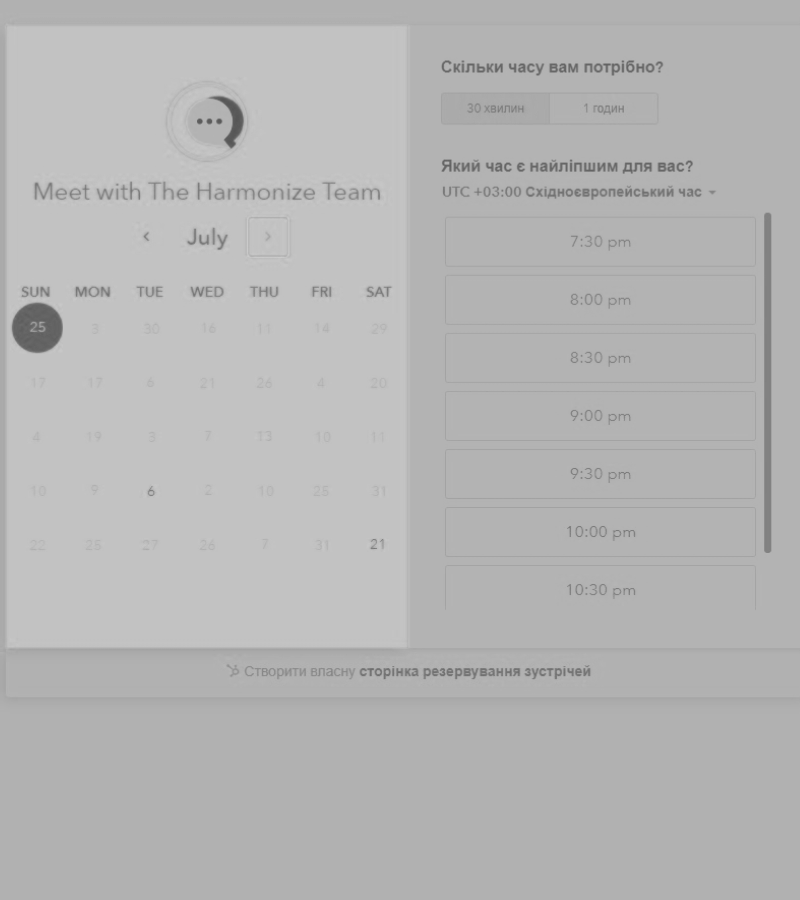 Meet with The Harmonize Team
July
SUN MON TUE WED THU FRI SAT
25 3 30 16 11 14 29
17 17 6 21 26 4 20
4 19 3 7 13 10 11
10 9 6 2 10 25 31
22 25 27 26 7 31 21
Скільки часу вам потрібно?
30 хвилин 1 годин
Який час є найліпшим для вас?
UTC +03:00 Східноєвропейський час
7:30 pm
8:00 pm
8:30 pm
9:00 pm
9:30 pm
10:00 pm
10:30 pm
Створити власну сторінка резервування зустрічей